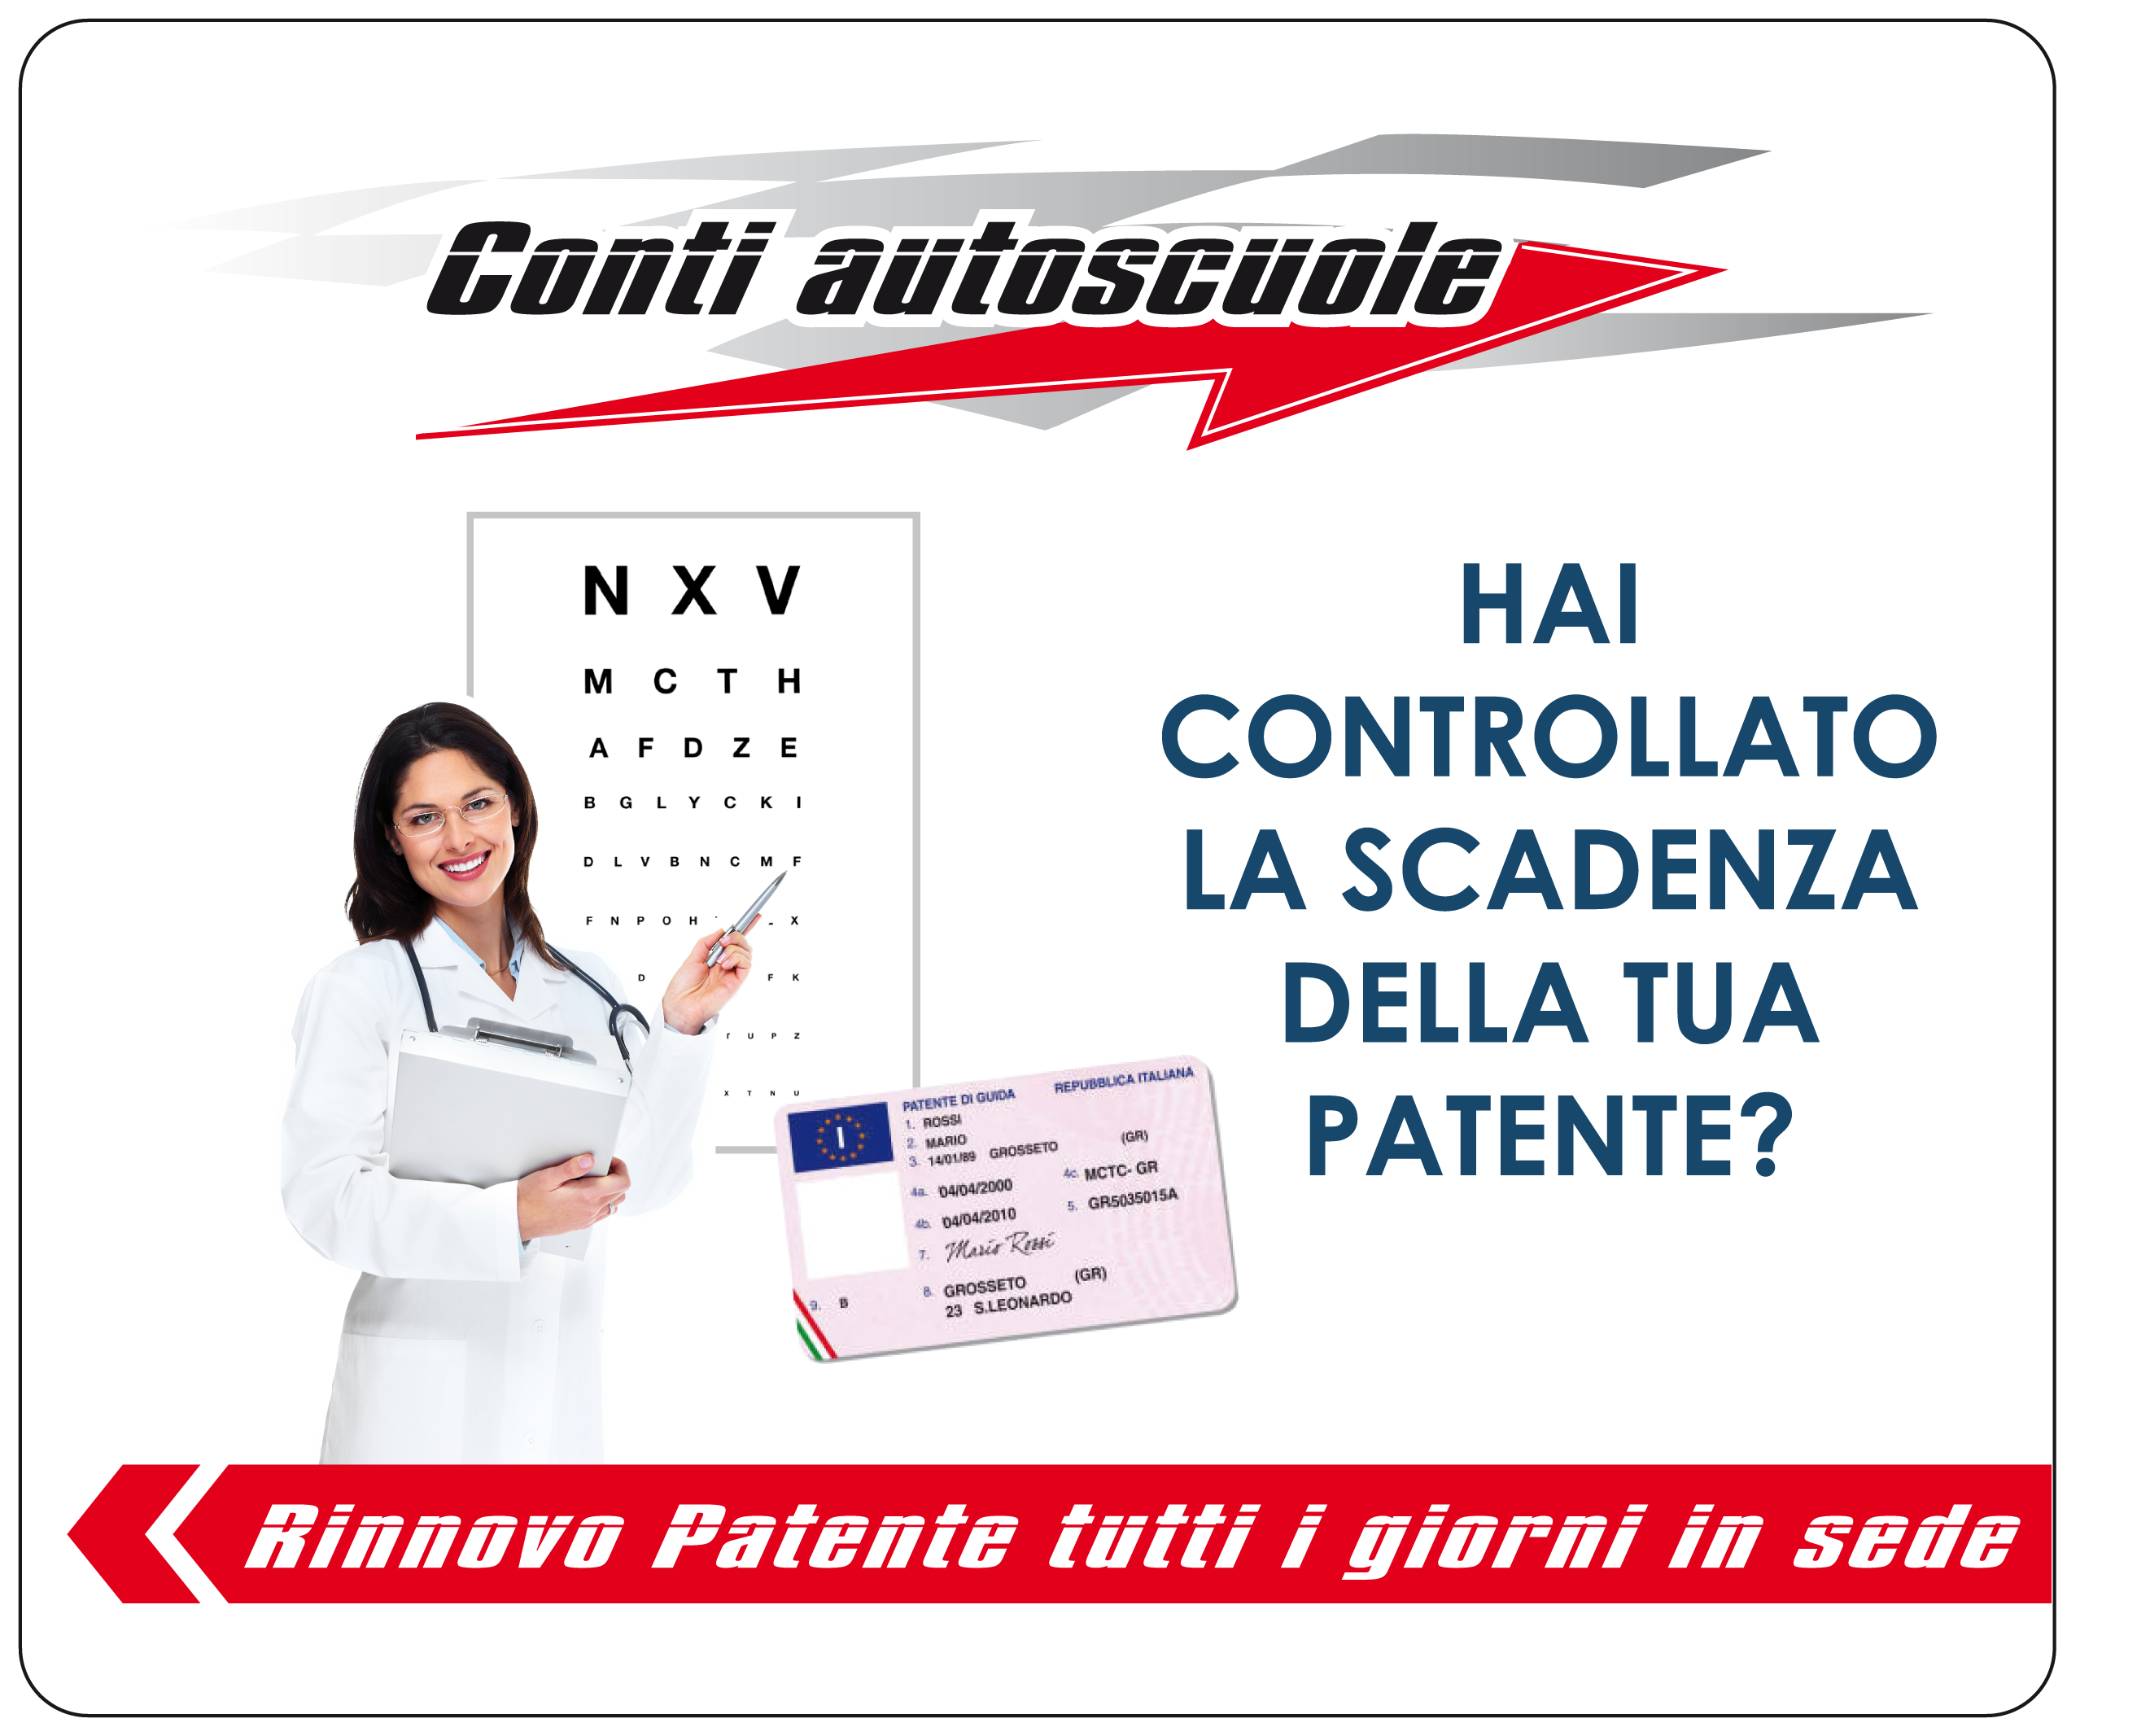 Conti autoscuole
N X V
M C T H
A F D Z E
B G L Y C K I
D L V B N C M F
F N P O H X
D F K
T U P Z
X T N U
HAI
CONTROLLATO
LA SCADENZA
DELLA TUA
PATENTE?
PATENTE DI GUIDA REPUBBLICA ITALIANA
I
1. ROSSI
2. MARIO
3. 14/01/89 GROSSETO (GR)
4a. 04/04/2000 4c. MCTC- GR
4b. 04/04/2010 5. GR5035015A
7. Mario Rossi
8. GROSSETO (GR)
23 S.LEONARDO
9. B
Rinnovo Patente tutti i giorni in sede